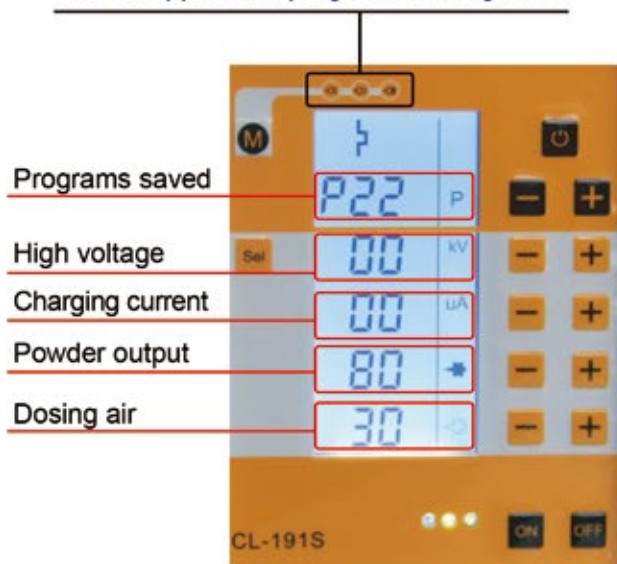 M
Programs saved
P22 P
High voltage
Sel
00 kV
Charging current
00 uA
Powder output
80
Dosing air
30
CL-191S
ON OFF